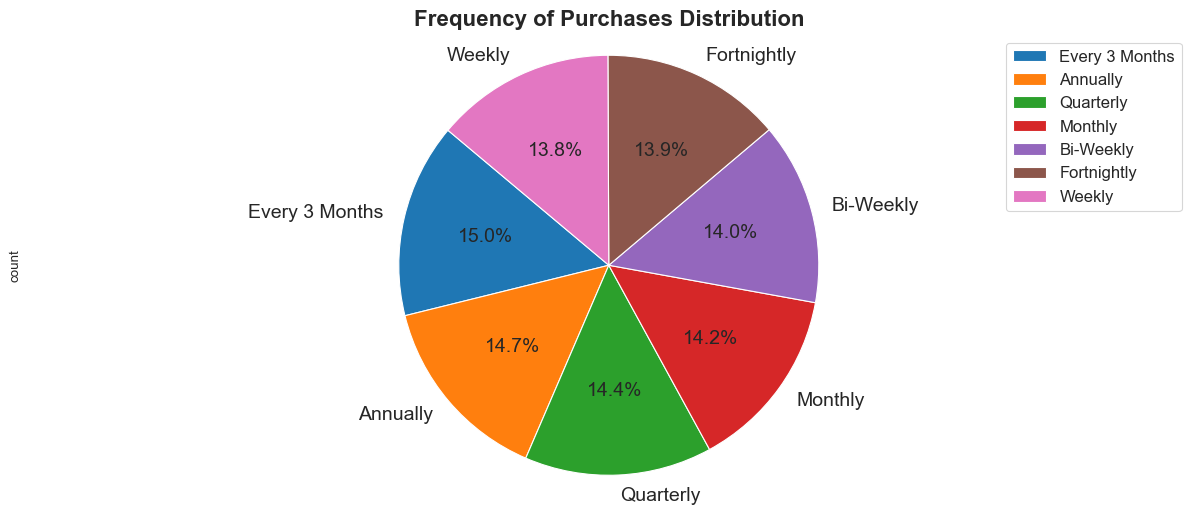 Frequency of Purchases Distribution
Weekly
Fortnightly
Every 3 Months
Bi-Weekly
Annually
Monthly
Quarterly
13.8%
13.9%
15.0%
14.0%
14.7%
14.2%
14.4%
count
Every 3 Months
Annually
Quarterly
Monthly
Bi-Weekly
Fortnightly
Weekly